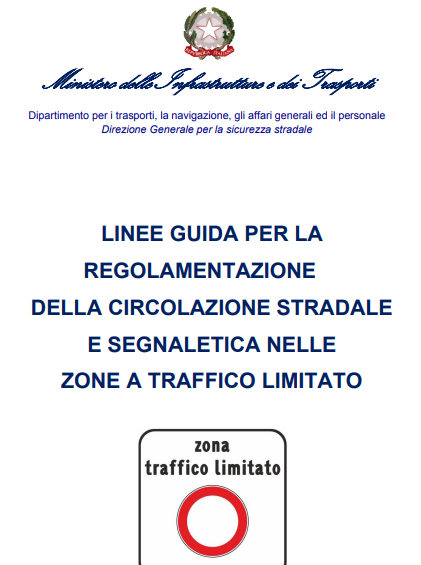 REPVBBLICA ITALIANA
Ministero delle Infrastrutture e dei Trasporti
Dipartimento per i trasporti, la navigazione, gli affari generali ed il personale
Direzione Generale per la sicurezza stradale
LINEE GUIDA PER LA
REGOLAMENTAZIONE
DELLA CIRCOLAZIONE STRADALE
E SEGNALETICA NELLE
ZONE A TRAFFICO LIMITATO
zona
traffico limitato